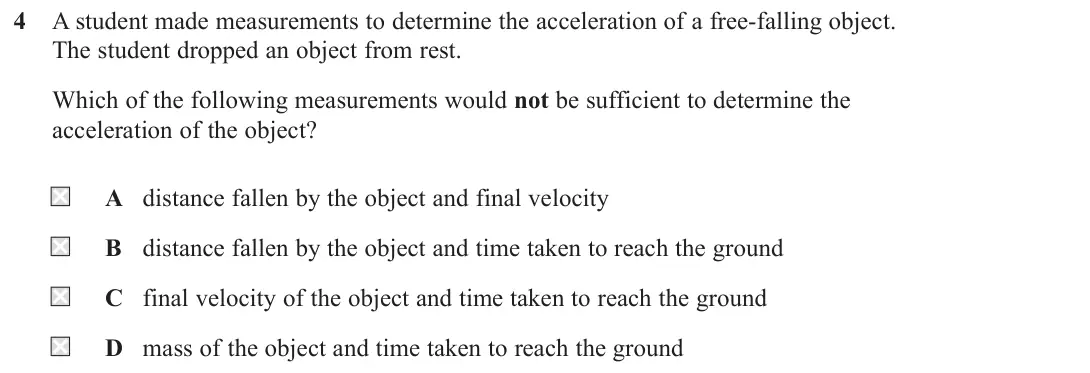 4 A student made measurements to determine the acceleration of a free-falling object.
The student dropped an object from rest.
Which of the following measurements would not be sufficient to determine the
acceleration of the object?
A distance fallen by the object and final velocity
B distance fallen by the object and time taken to reach the ground
C final velocity of the object and time taken to reach the ground
D mass of the object and time taken to reach the ground